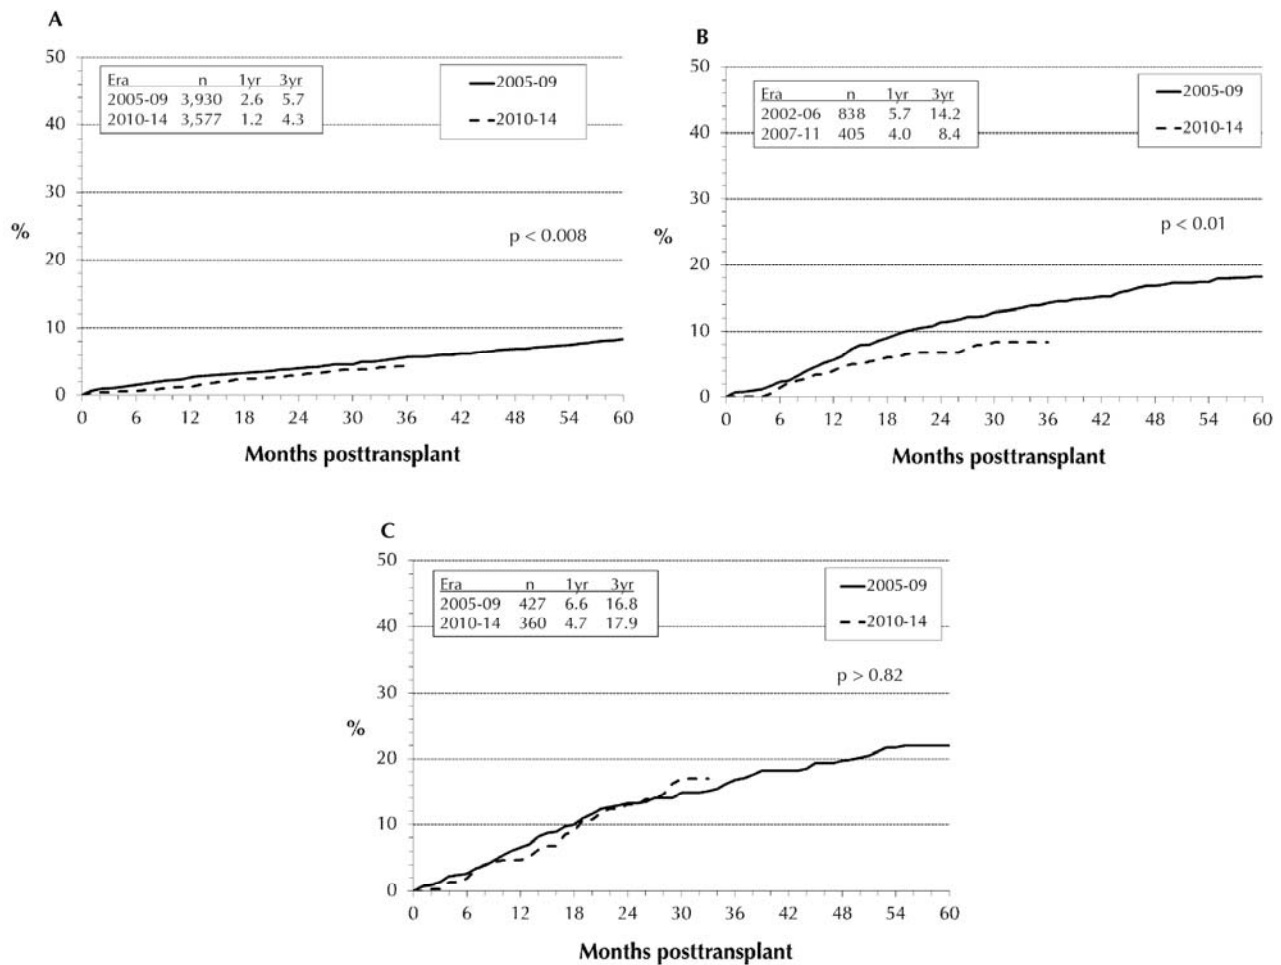 A
50
40
30
20
10
0
%
Era n 1yr 3yr
2005-09 3,930 2.6 5.7
2010-14 3,577 1.2 4.3
2005-09
2010-14
p < 0.008
0 6 12 18 24 30 36 42 48 54 60
Months posttransplant
B
50
40
30
20
10
0
%
Era n 1yr 3yr
2002-06 838 5.7 14.2
2007-11 405 4.0 8.4
2005-09
2010-14
p < 0.01
0 6 12 18 24 30 36 42 48 54 60
Months posttransplant
C
50
40
30
20
10
0
%
Era n 1yr 3yr
2005-09 427 6.6 16.8
2010-14 360 4.7 17.9
2005-09
2010-14
p > 0.82
0 6 12 18 24 30 36 42 48 54 60
Months posttransplant